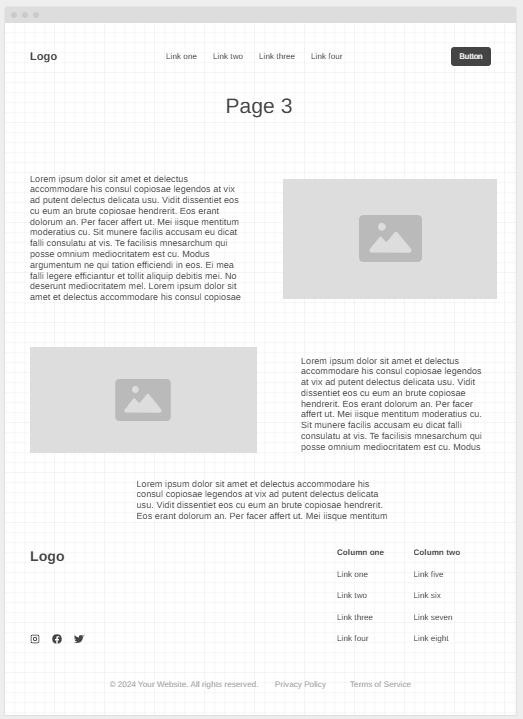 Logo
Link one Link two Link three Link four
Button
Page 3
Lorem ipsum dolor sit amet et delectus
accommodare his consul copiosae legendos at vix
ad putent delectus delicata usu. Vidit dissentiet eos
cu eum an brute copiosae hendrerit. Eos erant
dolorum an. Per facer affert ut. Mei iisque mentitum
moderatius cu. Sit munere facilis accusam eu dicat
falli consulatu at vis. Te facilisis mnesarchum qui
posse omnium mediocritatem est cu. Modus
argumentum ne qui tation efficiendi in eos. Ei mea
falli legere efficiantur et tollit aliquip debitis mei. No
deserunt mediocritatem mel. Lorem ipsum dolor sit
amet et delectus accommodare his consul copiosae
Lorem ipsum dolor sit amet et delectus
accommodare his consul copiosae legendos
at vix ad putent delectus delicata usu. Vidit
dissentiet eos cu eum an brute copiosae
hendrerit. Eos erant dolorum an. Per facer
affert ut. Mei iisque mentitum moderatius cu.
Sit munere facilis accusam eu dicat falli
consulatu at vis. Te facilisis mnesarchum qui
posse omnium mediocritatem est cu. Modus
Lorem ipsum dolor sit amet et delectus accommodare his
consul copiosae legendos at vix ad putent delectus delicata
usu. Vidit dissentiet eos cu eum an brute copiosae hendrerit.
Eos erant dolorum an. Per facer affert ut. Mei iisque mentitum
Logo
Column one
Link one
Link two
Link three
Link four
Column two
Link five
Link six
Link seven
Link eight
© 2024 Your Website. All rights reserved. Privacy Policy Terms of Service